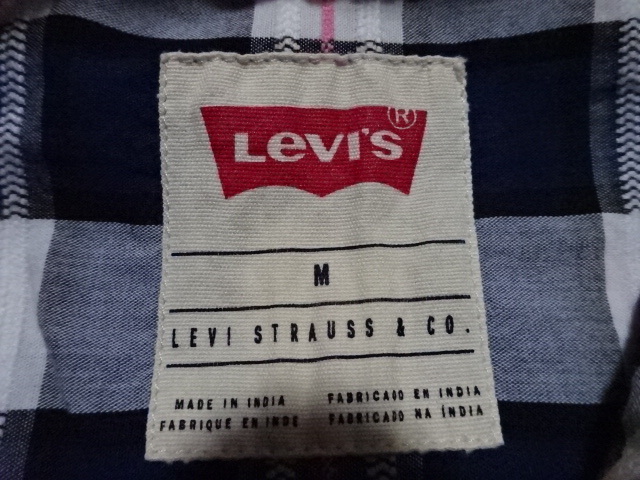 LEVI'S®
M
LEVI STRAUSS & CO.
MADE IN INDIA FABRICADO EN INDIA
FABRIQUE EN INDE FABRICADO NA ÍNDIA